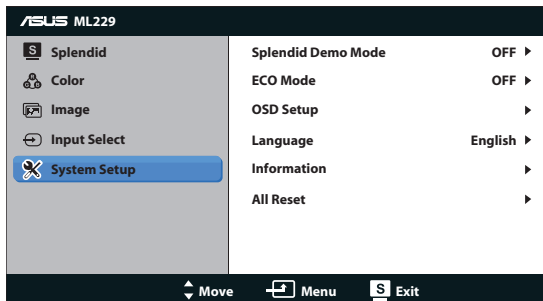 ASUS ML229
S Splendid
Color
Image
Input Select
System Setup
Splendid Demo Mode OFF
ECO Mode OFF
OSD Setup
Language English
Information
All Reset
Move Menu S Exit